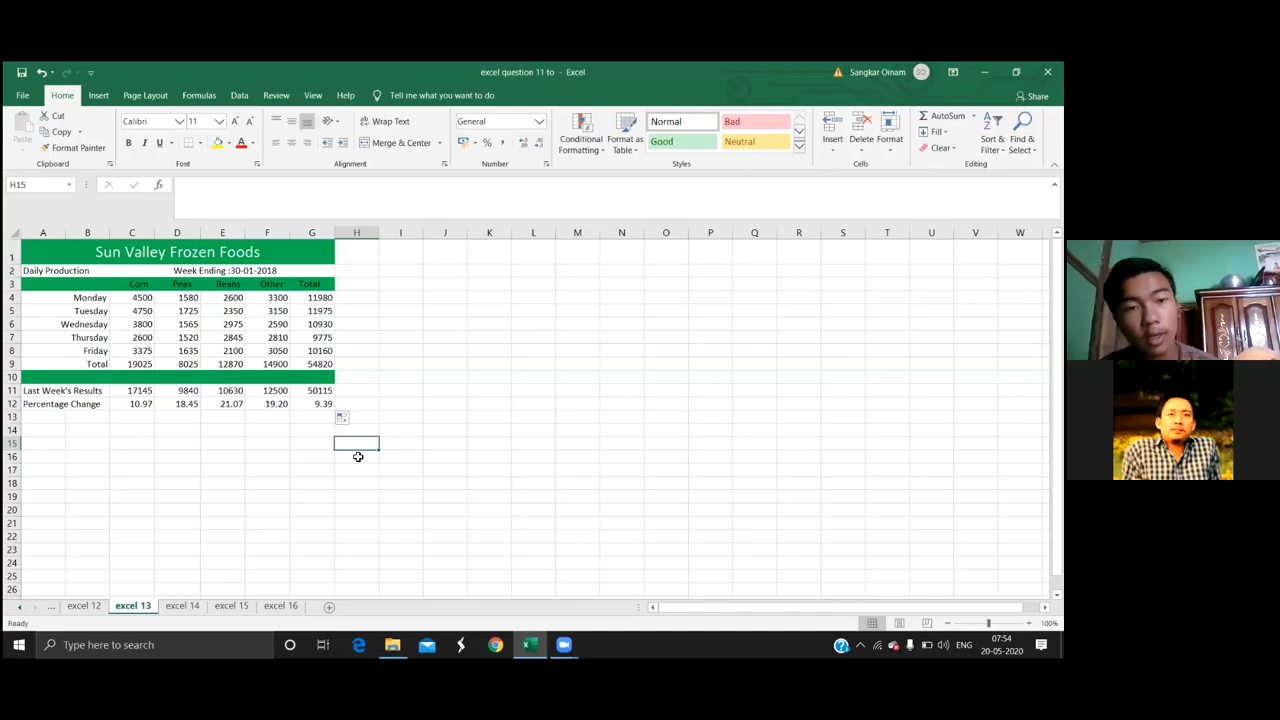 excel question 11 to - Excel
Sangkar Oinam SO
File Home Insert Page Layout Formulas Data Review View Help Tell me what you want to do Share
Paste Cut Copy Format Painter Clipboard
Calibri 11 A A B I U A Font
Wrap Text Merge & Center Alignment
General % , Number
Conditional Formatting Format as Table Normal Bad Good Neutral Styles
Insert Delete Format Cells
AutoSum Fill Clear Sort & Filter Find & Select Editing
H15 fx
A B C D E F G H I J K L M N O P Q R S T U V W
1 Sun Valley Frozen Foods
2 Daily Production Week Ending :30-01-2018
3 Corn Peas Beans Other Total
4 Monday 4500 1580 2600 3300 11980
5 Tuesday 4750 1725 2350 3150 11975
6 Wednesday 3800 1565 2975 2590 10930
7 Thursday 2600 1520 2845 2810 9775
8 Friday 3375 1635 2100 3050 10160
9 Total 19025 8025 12870 14900 54820
10
11 Last Week's Results 17145 9840 10630 12500 50115
12 Percentage Change 10.97 18.45 21.07 19.20 9.39
13
14
15
16
17
18
19
20
21
22
23
24
25
26
... excel 12 excel 13 excel 14 excel 15 excel 16
Ready 100%
Type here to search ENG 07:54
20-05-2020